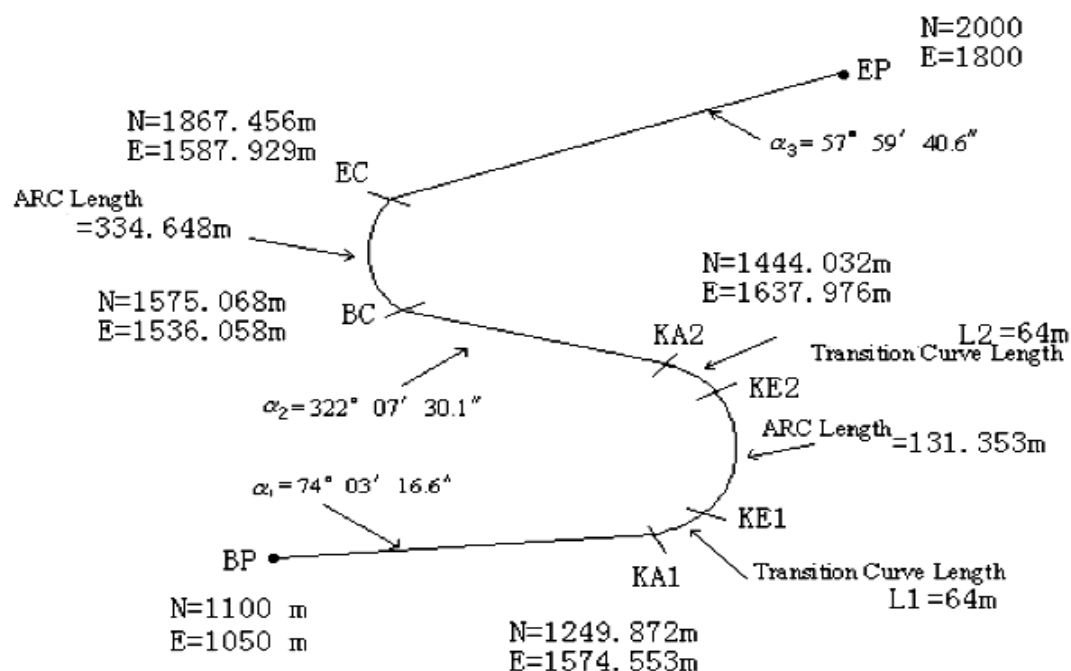 N=2000
E=1800
EP
α₃=57° 59′ 40.6″
N=1867.456m
E=1587.929m
EC
ARC Length
=334.648m
N=1575.068m
E=1536.058m
BC
N=1444.032m
E=1637.976m
KA2
L2=64m
Transition Curve Length
KE2
α₂=322° 07′ 30.1″
ARC Length
=131.353m
α₁=74° 03′ 16.6″
KE1
BP
KA1
Transition Curve Length
L1=64m
N=1100 m
E=1050 m
N=1249.872m
E=1574.553m